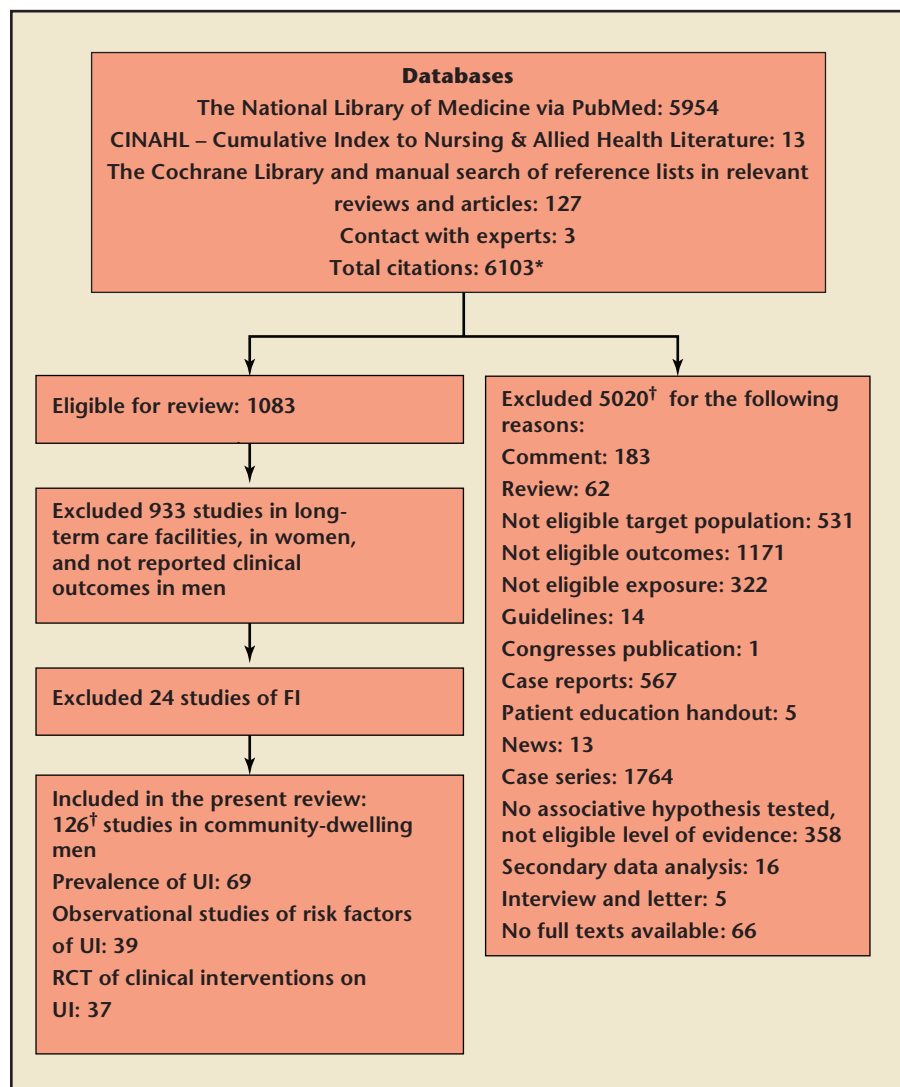 Databases
The National Library of Medicine via PubMed: 5954
CINAHL – Cumulative Index to Nursing & Allied Health Literature: 13
The Cochrane Library and manual search of reference lists in relevant
reviews and articles: 127
Contact with experts: 3
Total citations: 6103*
Eligible for review: 1083
Excluded 933 studies in long-
term care facilities, in women,
and not reported clinical
outcomes in men
Excluded 24 studies of FI
Included in the present review:
126† studies in community-dwelling
men
Prevalence of UI: 69
Observational studies of risk factors
of UI: 39
RCT of clinical interventions on
UI: 37
Excluded 5020† for the following
reasons:
Comment: 183
Review: 62
Not eligible target population: 531
Not eligible outcomes: 1171
Not eligible exposure: 322
Guidelines: 14
Congresses publication: 1
Case reports: 567
Patient education handout: 5
News: 13
Case series: 1764
No associative hypothesis tested,
not eligible level of evidence: 358
Secondary data analysis: 16
Interview and letter: 5
No full texts available: 66